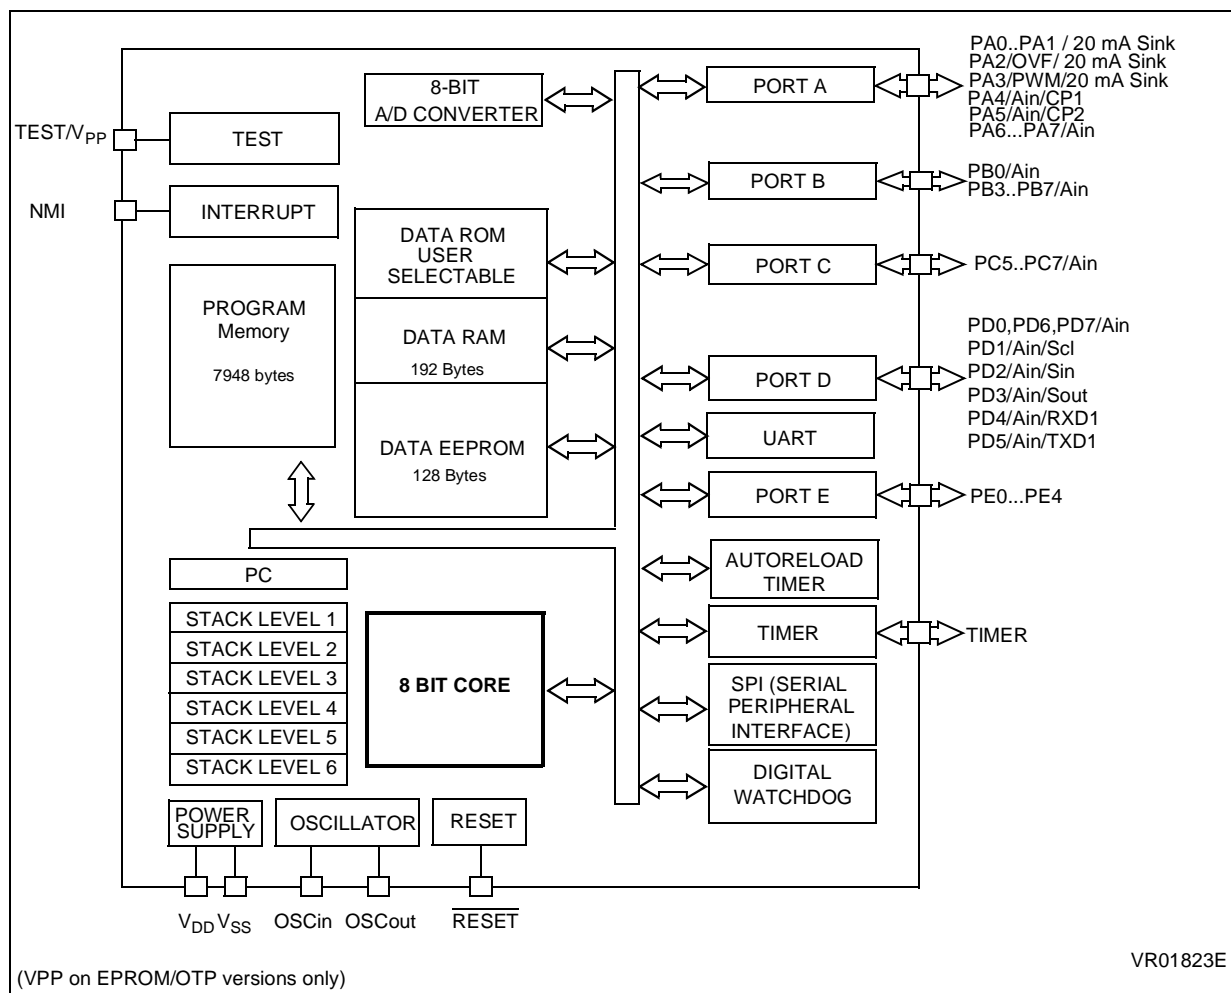 PA0..PA1 / 20 mA Sink
PA2/OVF/ 20 mA Sink
PA3/PWM/20 mA Sink
PA4/Ain/CP1
PA5/Ain/CP2
PA6...PA7/Ain
8-BIT
A/D CONVERTER
PORT A
TEST/VPP
TEST
PORT B
PB0/Ain
PB3..PB7/Ain
NMI
INTERRUPT
DATA ROM
USER
SELECTABLE
PORT C
PC5..PC7/Ain
PROGRAM
Memory
7948 bytes
DATA RAM
192 Bytes
PORT D
PD0,PD6,PD7/Ain
PD1/Ain/Scl
PD2/Ain/Sin
PD3/Ain/Sout
PD4/Ain/RXD1
PD5/Ain/TXD1
DATA EEPROM
128 Bytes
UART
PORT E
PE0...PE4
PC
AUTORELOAD
TIMER
STACK LEVEL 1
STACK LEVEL 2
STACK LEVEL 3
STACK LEVEL 4
STACK LEVEL 5
STACK LEVEL 6
8 BIT CORE
TIMER
TIMER
SPI (SERIAL
PERIPHERAL
INTERFACE)
DIGITAL
WATCHDOG
POWER
SUPPLY
OSCILLATOR
RESET
VDD VSS OSCin OSCout RESET
VR01823E
(VPP on EPROM/OTP versions only)